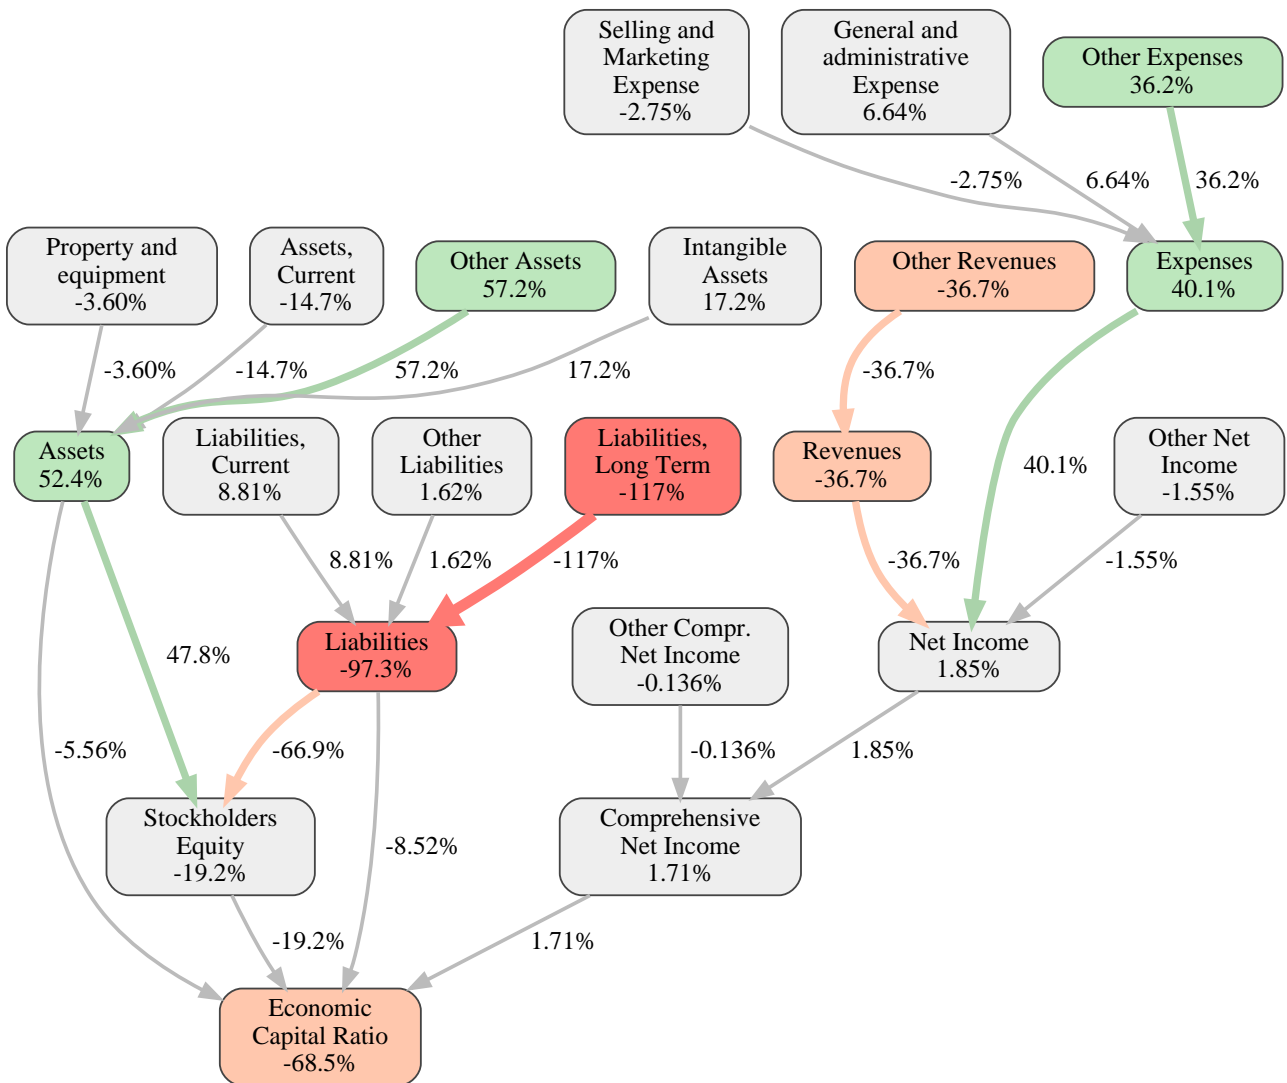 Selling and
Marketing
Expense
-2.75%
General and
administrative
Expense
6.64%
Other Expenses
36.2%
-2.75%
6.64%
36.2%
Property and
equipment
-3.60%
Assets,
Current
-14.7%
Other Assets
57.2%
Intangible
Assets
17.2%
Other Revenues
-36.7%
Expenses
40.1%
-3.60%
-14.7%
57.2%
17.2%
-36.7%
Assets
52.4%
Liabilities,
Current
8.81%
Other
Liabilities
1.62%
Liabilities,
Long Term
-117%
Revenues
-36.7%
40.1%
Other Net
Income
-1.55%
8.81%
1.62%
-117%
-36.7%
-1.55%
47.8%
Liabilities
-97.3%
Other Compr.
Net Income
-0.136%
Net Income
1.85%
-5.56%
-66.9%
-0.136%
1.85%
Stockholders
Equity
-19.2%
-8.52%
Comprehensive
Net Income
1.71%
-19.2%
1.71%
Economic
Capital Ratio
-68.5%